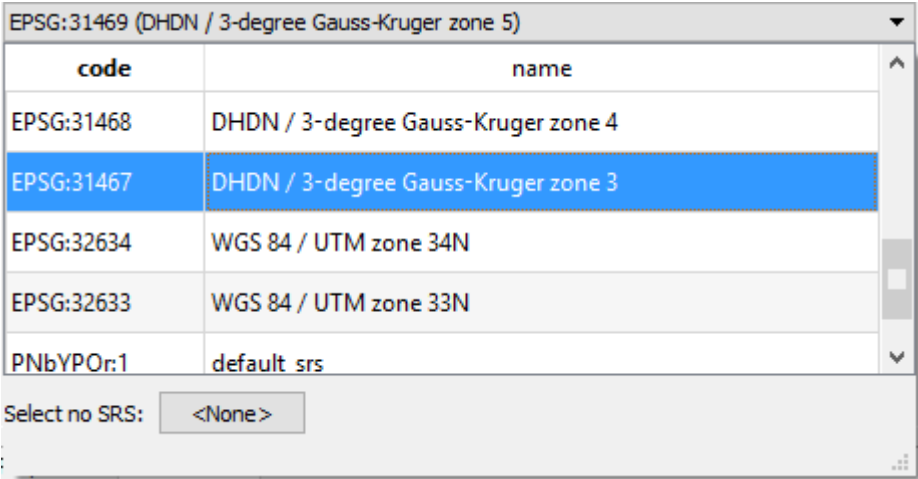 EPSG:31469 (DHDN / 3-degree Gauss-Kruger zone 5)
code name
EPSG:31468 DHDN / 3-degree Gauss-Kruger zone 4
EPSG:31467 DHDN / 3-degree Gauss-Kruger zone 3
EPSG:32634 WGS 84 / UTM zone 34N
EPSG:32633 WGS 84 / UTM zone 33N
PNbYPOr:1 default_srs
Select no SRS: <None>